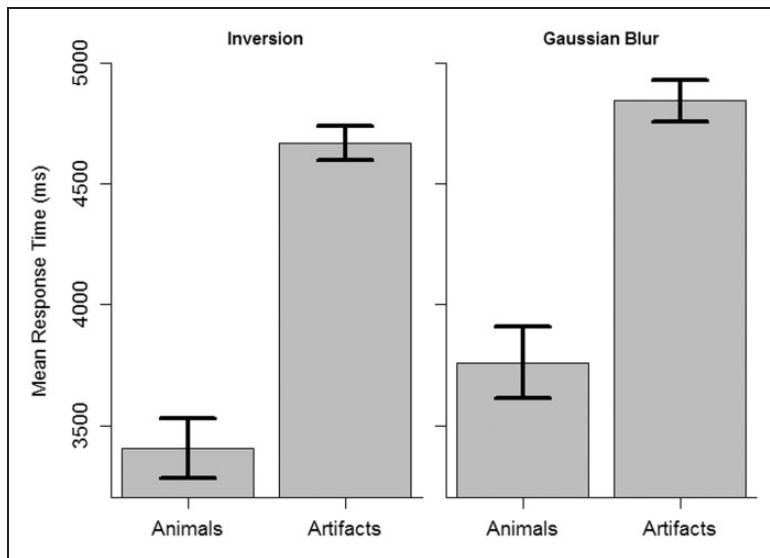 Inversion
Gaussian Blur
Mean Response Time (ms)
5000
4500
4000
3500
Animals
Artifacts
Animals
Artifacts